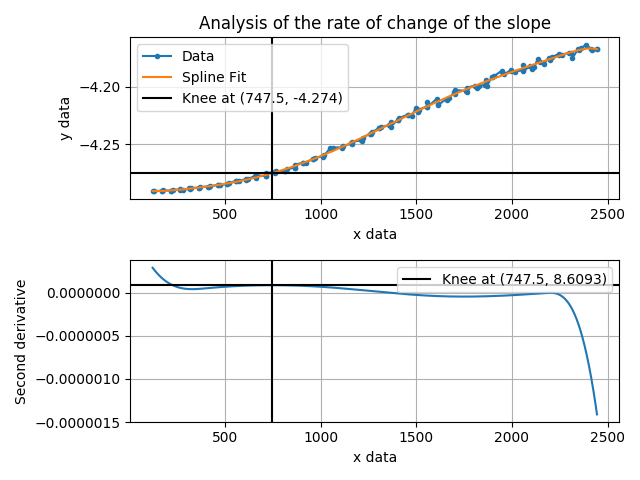 Analysis of the rate of change of the slope
Data
Spline Fit
Knee at (747.5, -4.274)
y data
−4.20
−4.25
500
1000
1500
2000
2500
x data
Knee at (747.5, 8.6093)
Second derivative
0.0000000
−0.0000005
−0.0000010
−0.0000015
500
1000
1500
2000
2500
x data